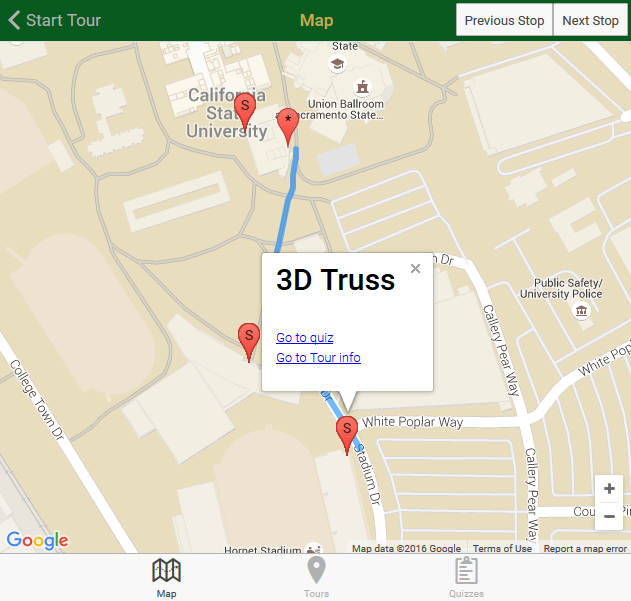 Start Tour
Map
Previous Stop
Next Stop
State
California
State
University
S
*
Union Ballroom
Sacramento State...
Dr
3D Truss
Go to quiz
Go to Tour info
Public Safety/
University Police
Callery Pear Way
White
S
College Town Dr
Dr
White Poplar Way
S
Stadium Dr
Callery Pear Way
+
−
Google
Hornet Stadium
Map data ©2016 Google
Terms of Use
Report a map error
Map
Tours
Quizzes